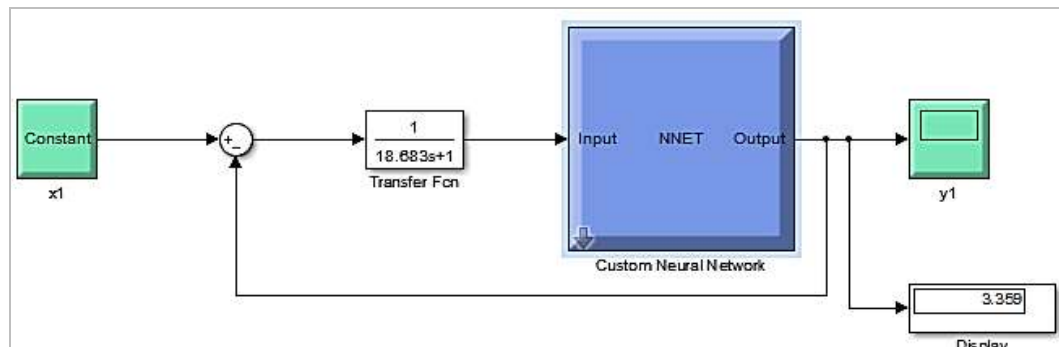 Constant
x1
+
-
1
18.683s+1
Transfer Fcn
Input NNET Output
Custom Neural Network
y1
3.359
Display